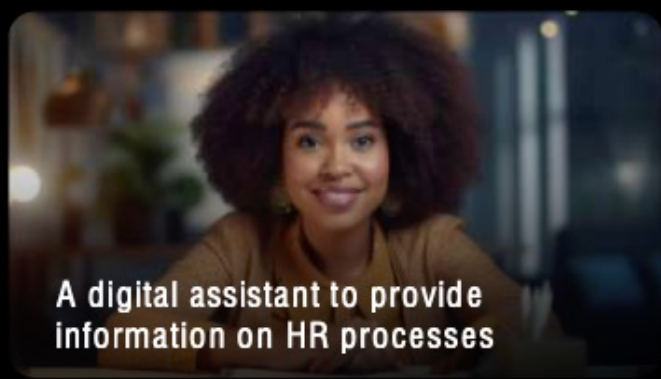 A digital assistant to provide
information on HR processes